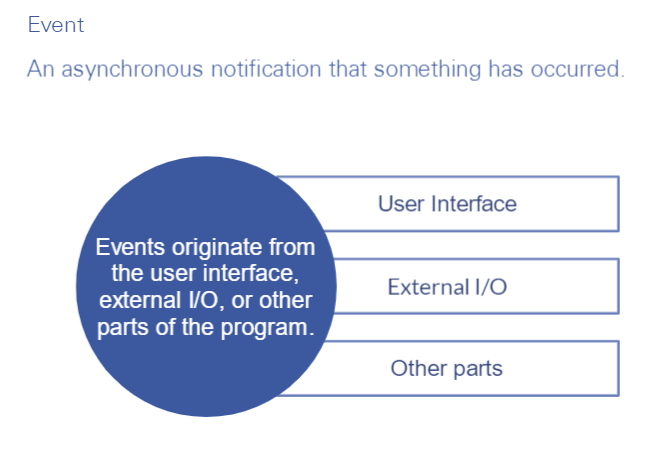 Event
An asynchronous notification that something has occurred.
Events originate from
the user interface,
external I/O, or other
parts of the program.
User Interface
External I/O
Other parts